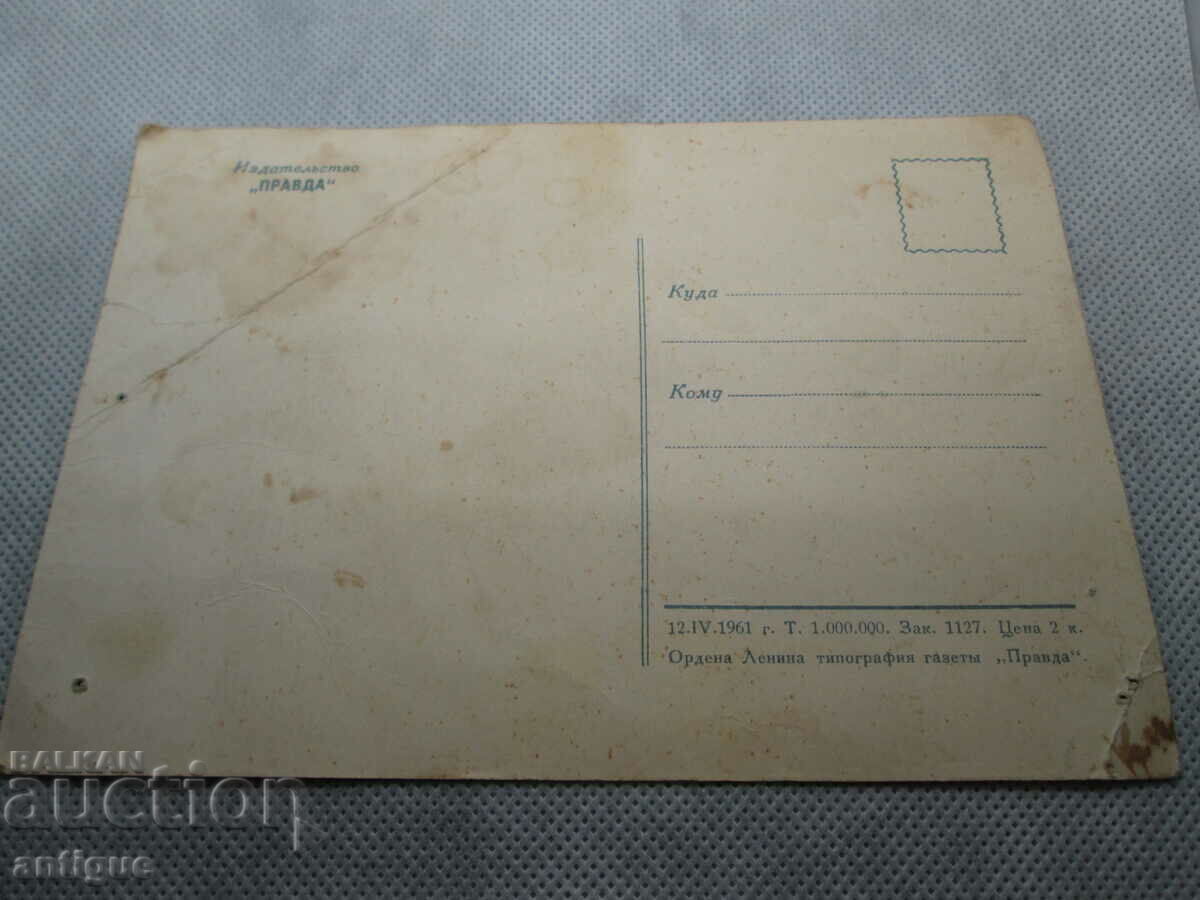 Издательство
„ПРАВДА“
Куда
Кому
12.IV.1961 г. Т. 1.000.000. Зак. 1127. Цена 2 к.
Ордена Ленина типография газеты „Правда“.
BALKAN
auction
antique